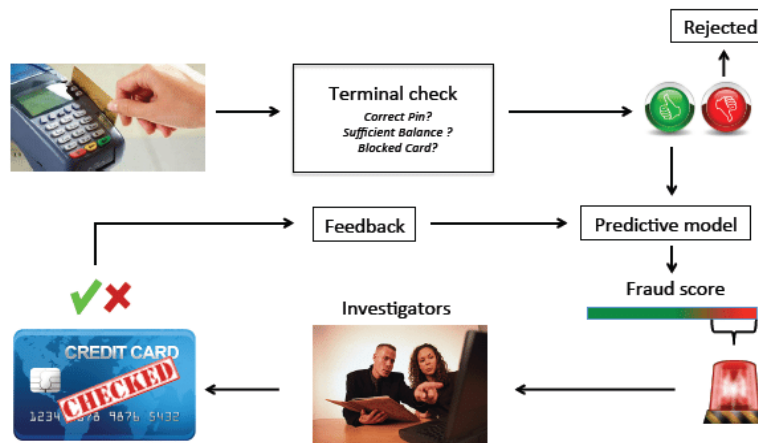 Rejected
Terminal check
Correct Pin?
Sufficient Balance ?
Blocked Card?
Feedback
Predictive model
Fraud score
Investigators
CREDIT CARD
CHECKED
9876 5432